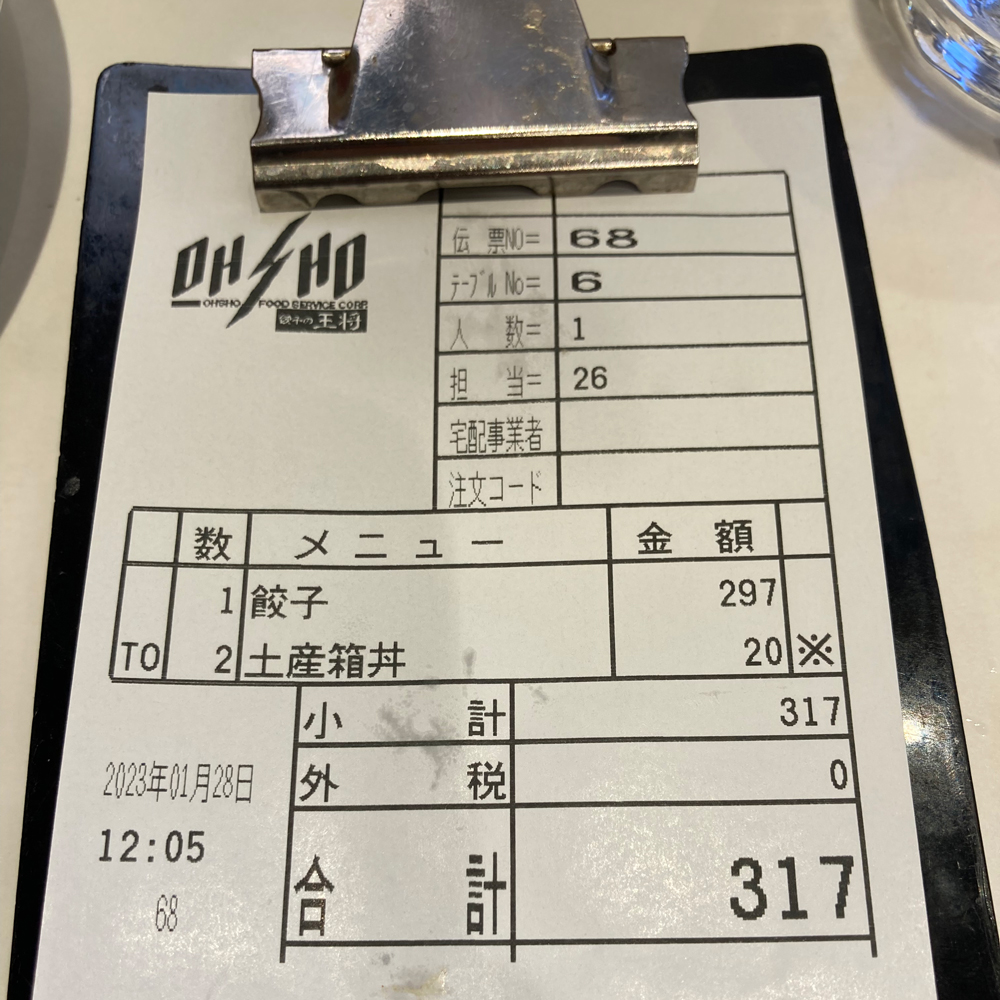 OHSHO
OHSHO FOOD SERVICE CORP.
餃子の王将
伝票NO= 68
テーブルNo= 6
人数= 1
担当= 26
宅配事業者
注文コード
数 メニュー 金額
1 餃子 297
TO 2 土産箱丼 20 ※
小計 317
外税 0
合計 317
2023年01月28日
12:05
68